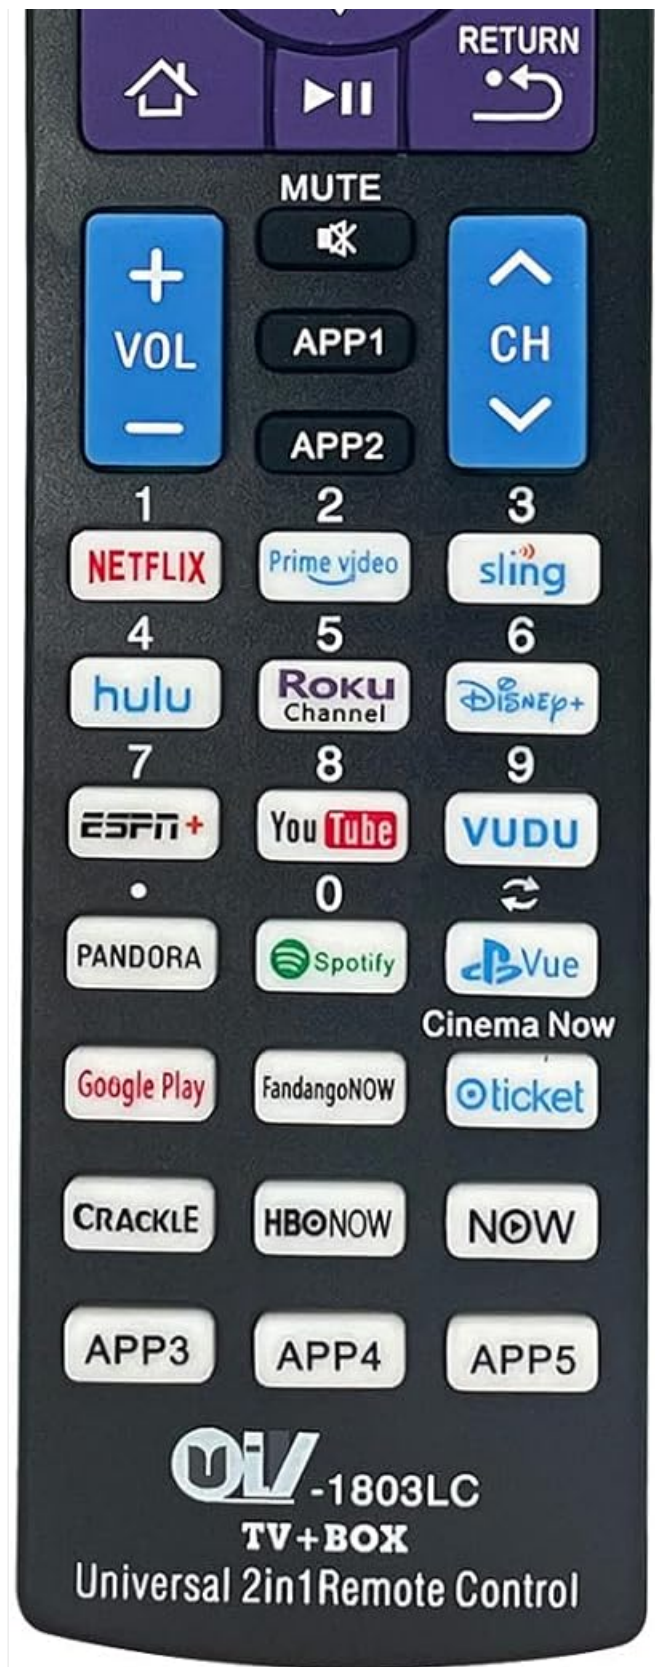 RETURN
MUTE
VOL
CH
APP1
APP2
1 2 3
NETFLIX Prime video sling
4 5 6
hulu Roku Channel Disney+
7 8 9
ESPN+ YouTube VUDU
• 0
PANDORA Spotify Vue
Cinema Now
Google Play FandangoNOW ticket
CRACKLE HBONOW NOW
APP3 APP4 APP5
-1803LC
TV+BOX
Universal 2in1Remote Control